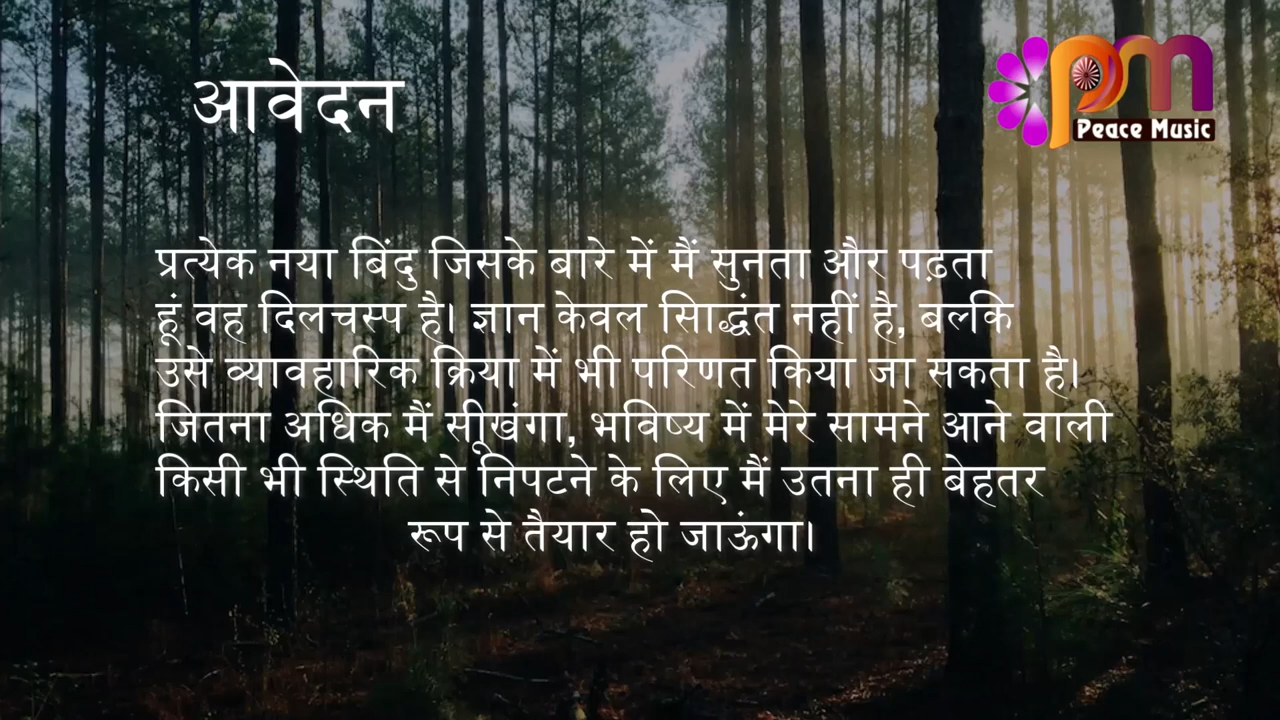 आवेदन
pm
Peace Music
प्रत्येक नया बिंदु जिसके बारे में मैं सुनता और पढ़ता
हूं वह दिलचस्प है। ज्ञान केवल सिाद्धंत नहीं है, बल्कि
उसे व्यावहारिक क्रिया में भी परिणत किया जा सकता है।
जितना अधिक मैं सीूखंगा, भविष्य में मेरे सामने आने वाली
किसी भी स्थिति से निपटने के लिए मैं उतना ही बेहतर
रूप से तैयार हो जाऊंगा।